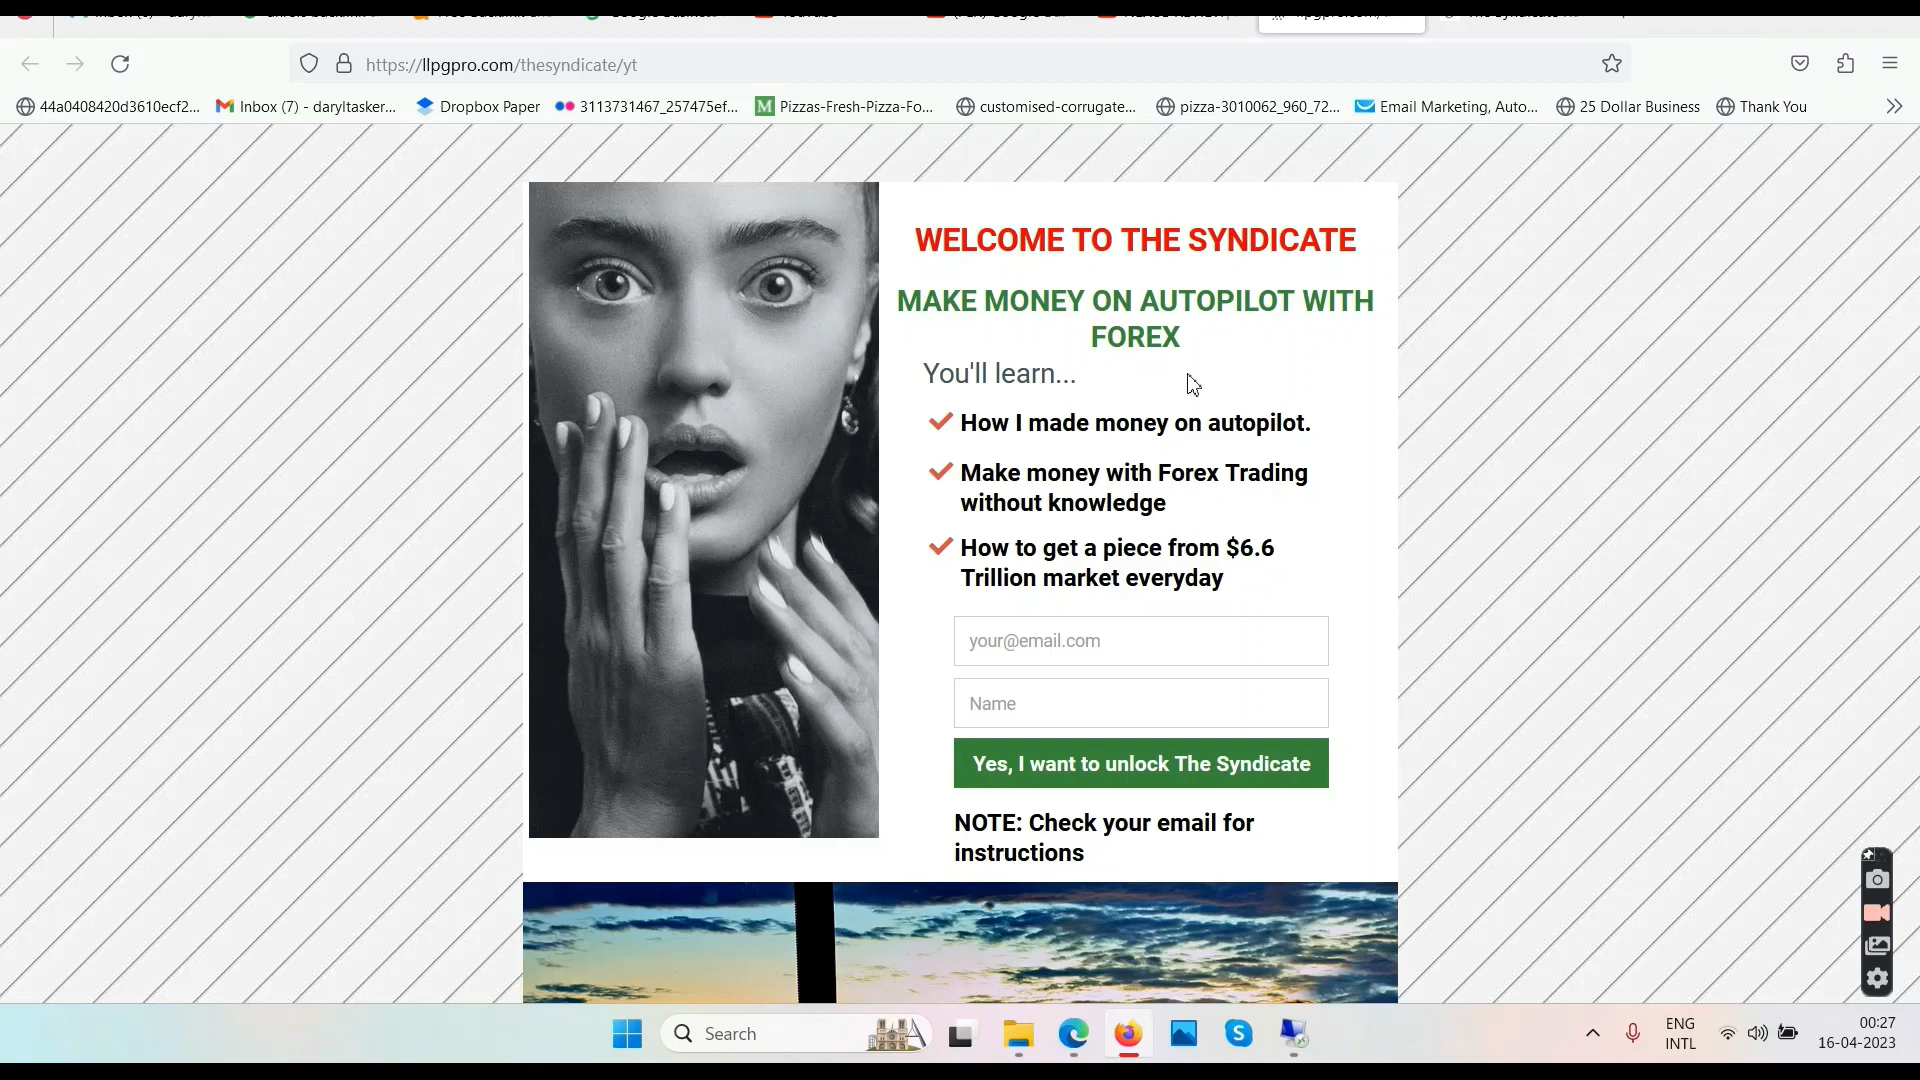 https://llpgpro.com/thesyndicate/yt
44a0408420d3610ecf2...
Inbox (7) - daryltasker...
Dropbox Paper
3113731467_257475ef...
Pizzas-Fresh-Pizza-Fo...
customised-corrugate...
pizza-3010062_960_72...
Email Marketing, Auto...
25 Dollar Business
Thank You
WELCOME TO THE SYNDICATE
MAKE MONEY ON AUTOPILOT WITH
FOREX
You'll learn...
How I made money on autopilot.
Make money with Forex Trading
without knowledge
How to get a piece from $6.6
Trillion market everyday
your@email.com
Name
Yes, I want to unlock The Syndicate
NOTE: Check your email for
instructions
Search
ENG
INTL
00:27
16-04-2023